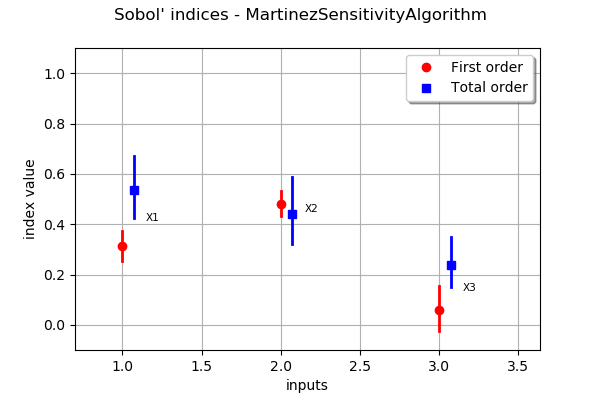 Sobol' indices - MartinezSensitivityAlgorithm
First order
Total order
index value
1.0
0.8
0.6
0.4
0.2
0.0
X1
X2
X3
1.0 1.5 2.0 2.5 3.0 3.5
inputs